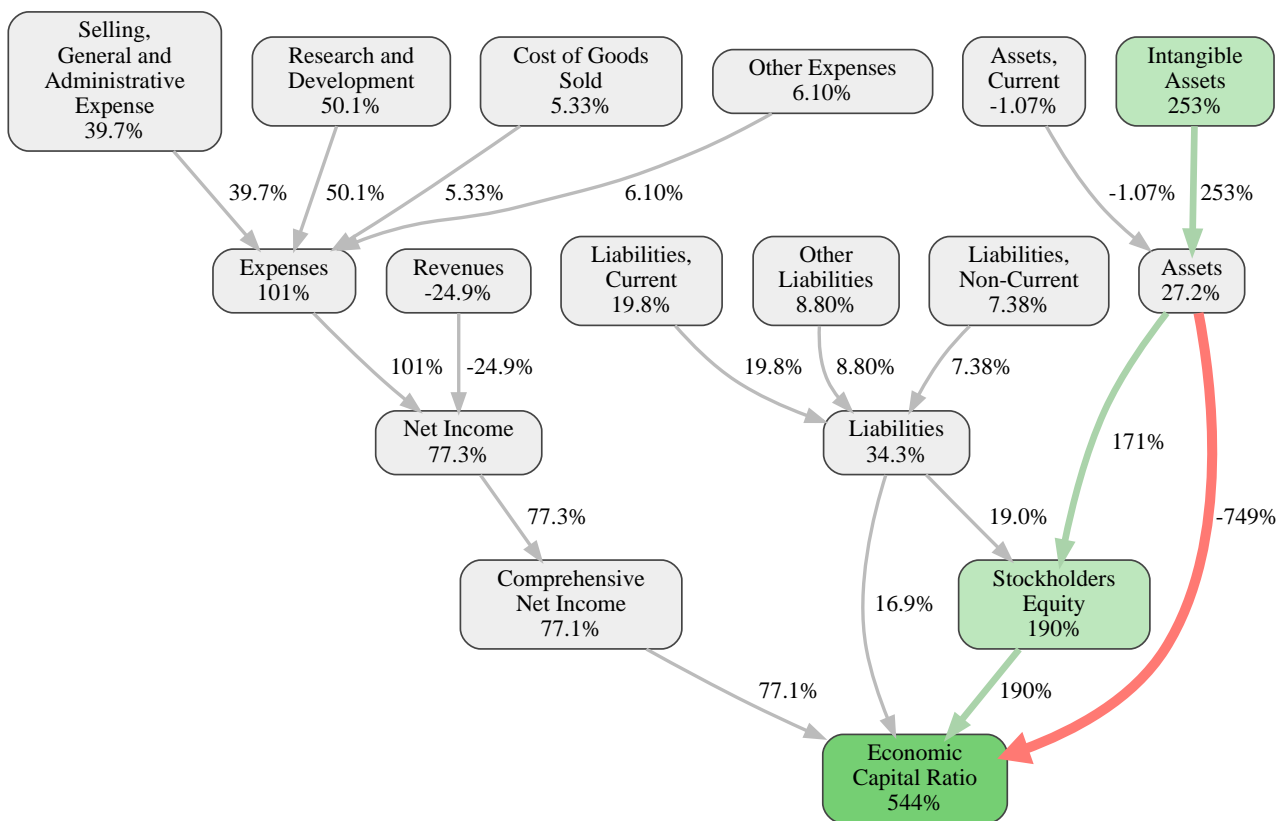 Selling,
General and
Administrative
Expense
39.7%
Research and
Development
50.1%
Cost of Goods
Sold
5.33%
Other Expenses
6.10%
Assets,
Current
-1.07%
Intangible
Assets
253%
39.7%
50.1%
5.33%
6.10%
-1.07%
253%
Expenses
101%
Revenues
-24.9%
Liabilities,
Current
19.8%
Other
Liabilities
8.80%
Liabilities,
Non-Current
7.38%
Assets
27.2%
101%
-24.9%
19.8%
8.80%
7.38%
Net Income
77.3%
Liabilities
34.3%
171%
77.3%
19.0%
-749%
Comprehensive
Net Income
77.1%
16.9%
Stockholders
Equity
190%
77.1%
190%
Economic
Capital Ratio
544%